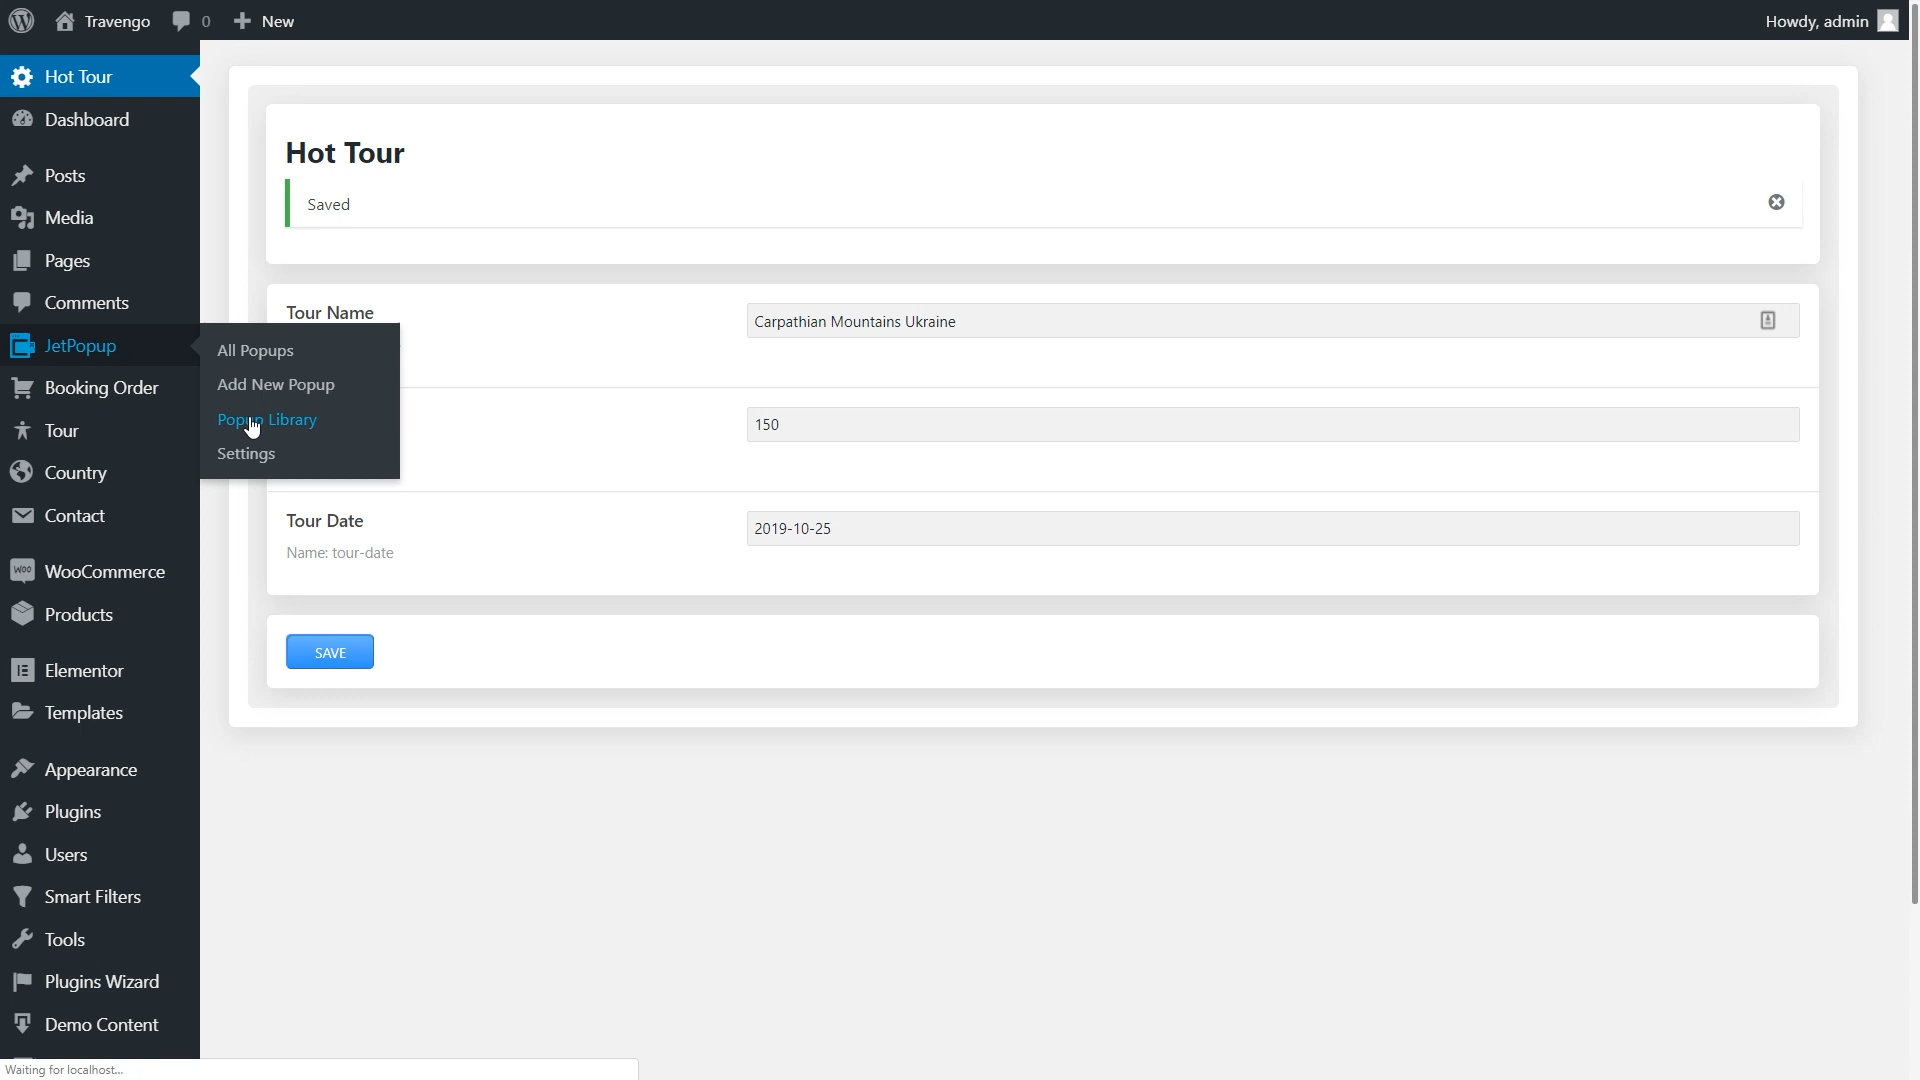 Travengo
0
New
Howdy, admin
Hot Tour
Dashboard
Posts
Media
Pages
Comments
JetPopup
Booking Order
Tour
Country
Contact
WooCommerce
Products
Elementor
Templates
Appearance
Plugins
Users
Smart Filters
Tools
Plugins Wizard
Demo Content
All Popups
Add New Popup
Popup Library
Settings
Hot Tour
Saved
Tour Name
Carpathian Mountains Ukraine
150
Tour Date
2019-10-25
Name: tour-date
SAVE
Waiting for localhost...